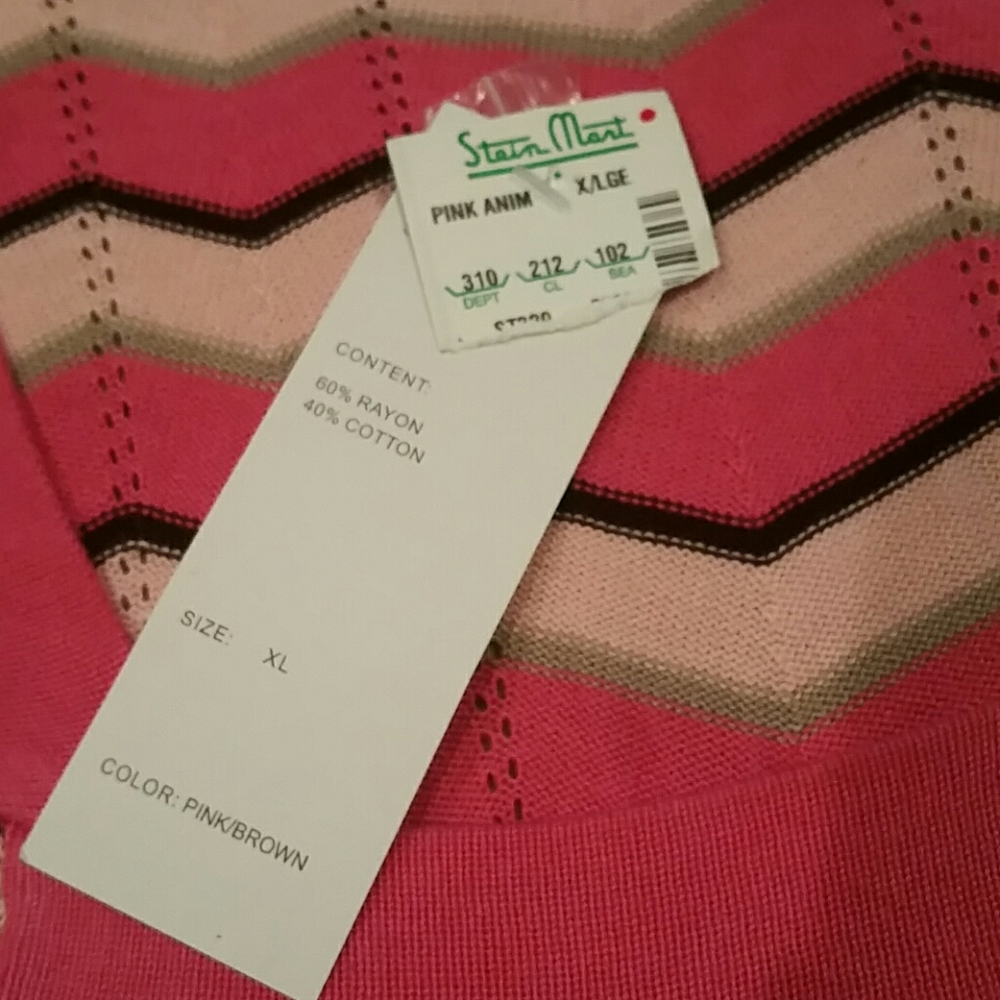 Stein Mart
PINK ANIM X/LGE
310 212 102
DEPT CL SEA
CONTENT:
60% RAYON
40% COTTON
SIZE: XL
COLOR: PINK/BROWN